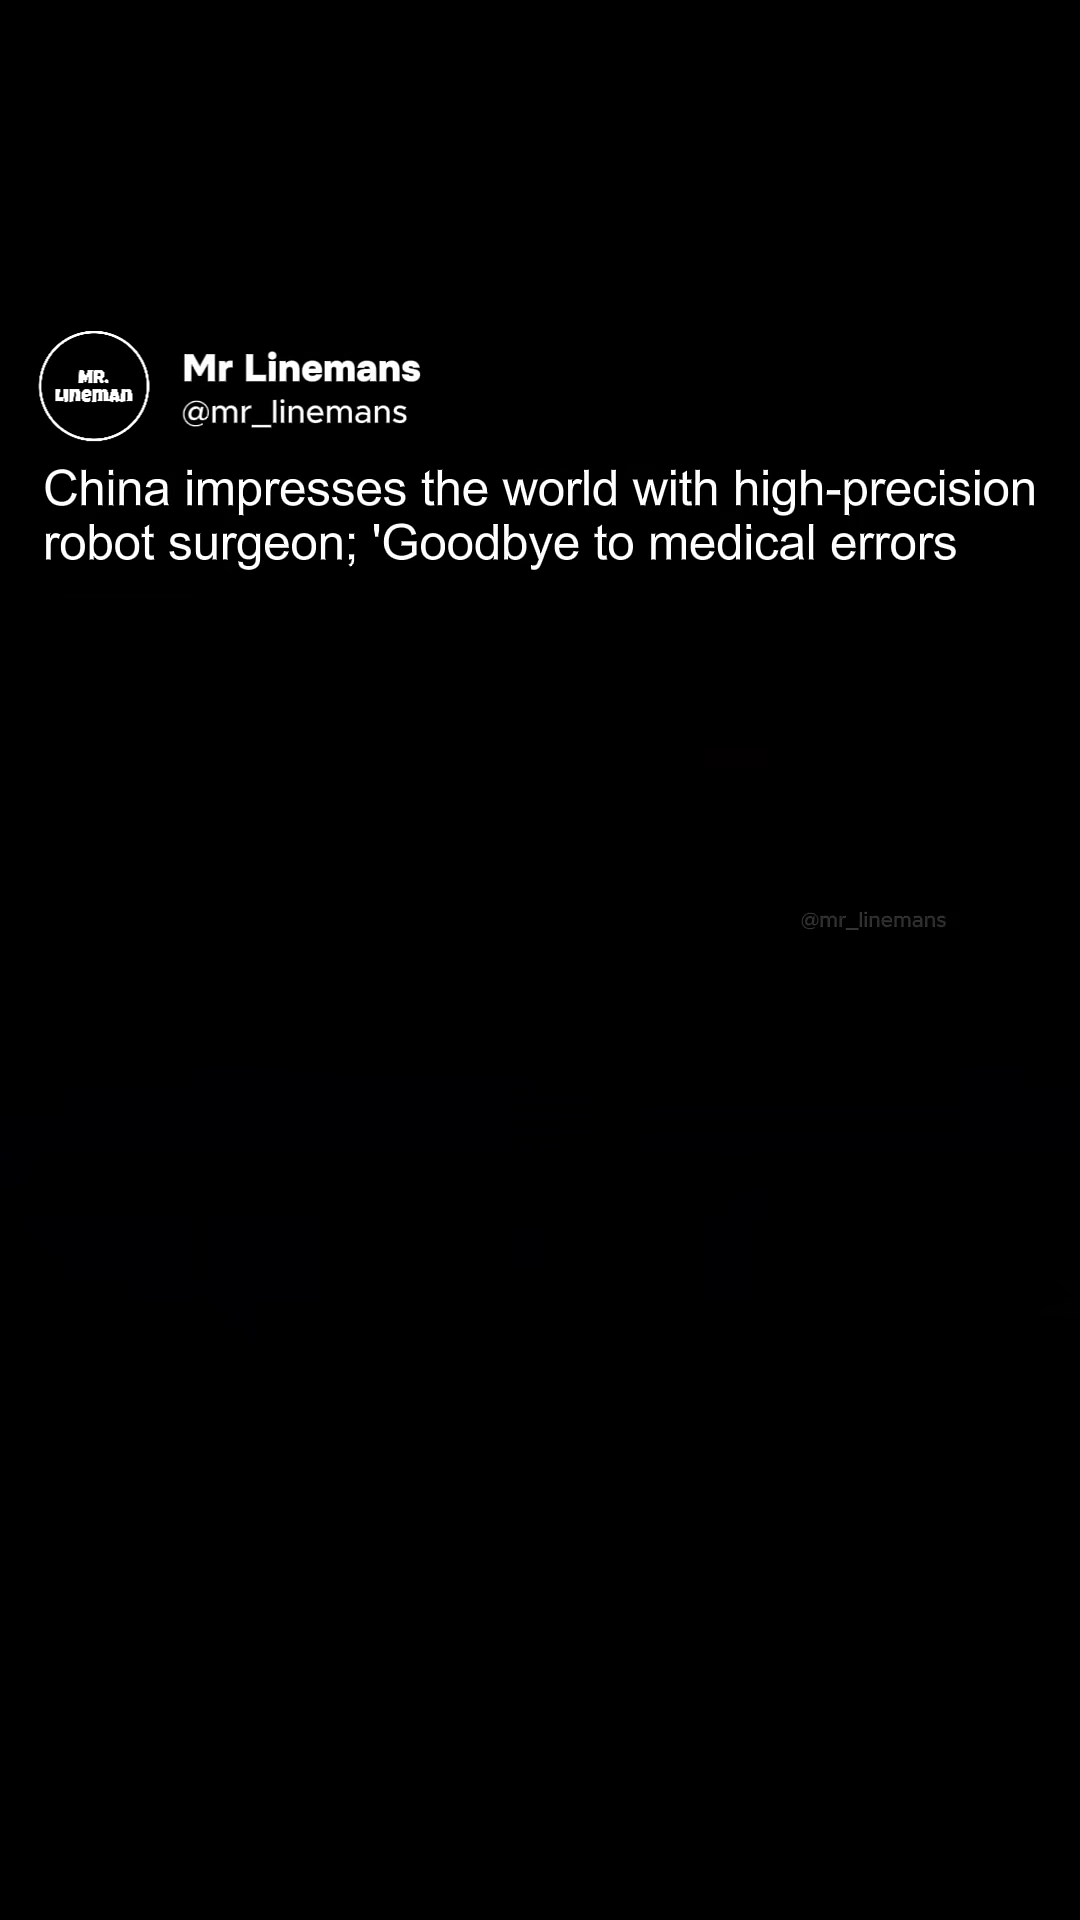 MR.
LINEMAN
Mr Linemans
@mr_linemans
China impresses the world with high-precision
robot surgeon; 'Goodbye to medical errors
@mr_linemans